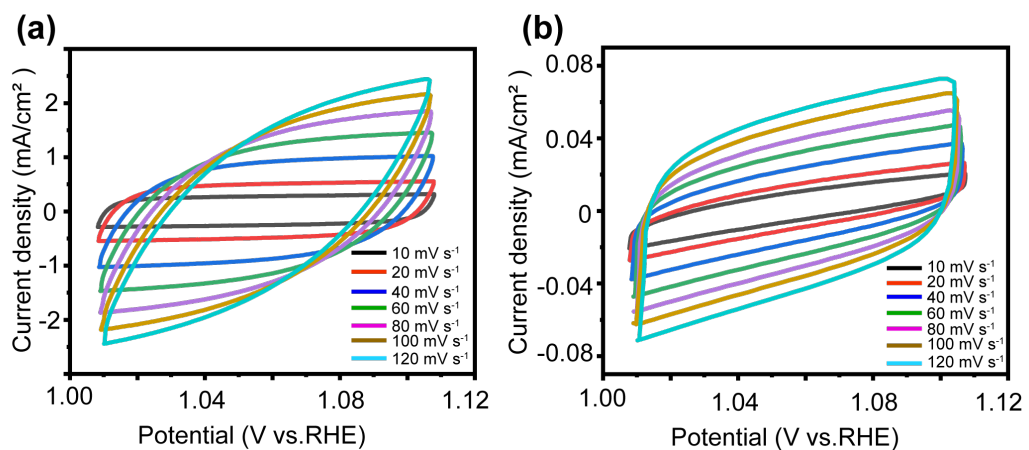 (a)
Current density (mA/cm²)
2
1
0
-1
-2
1.00
1.04
1.08
1.12
Potential (V vs.RHE)
10 mV s⁻¹
20 mV s⁻¹
40 mV s⁻¹
60 mV s⁻¹
80 mV s⁻¹
100 mV s⁻¹
120 mV s⁻¹
(b)
Current density (mA/cm²)
0.08
0.04
0
-0.04
-0.08
1.00
1.04
1.08
1.12
Potential (V vs.RHE)
10 mV s⁻¹
20 mV s⁻¹
40 mV s⁻¹
60 mV s⁻¹
80 mV s⁻¹
100 mV s⁻¹
120 mV s⁻¹